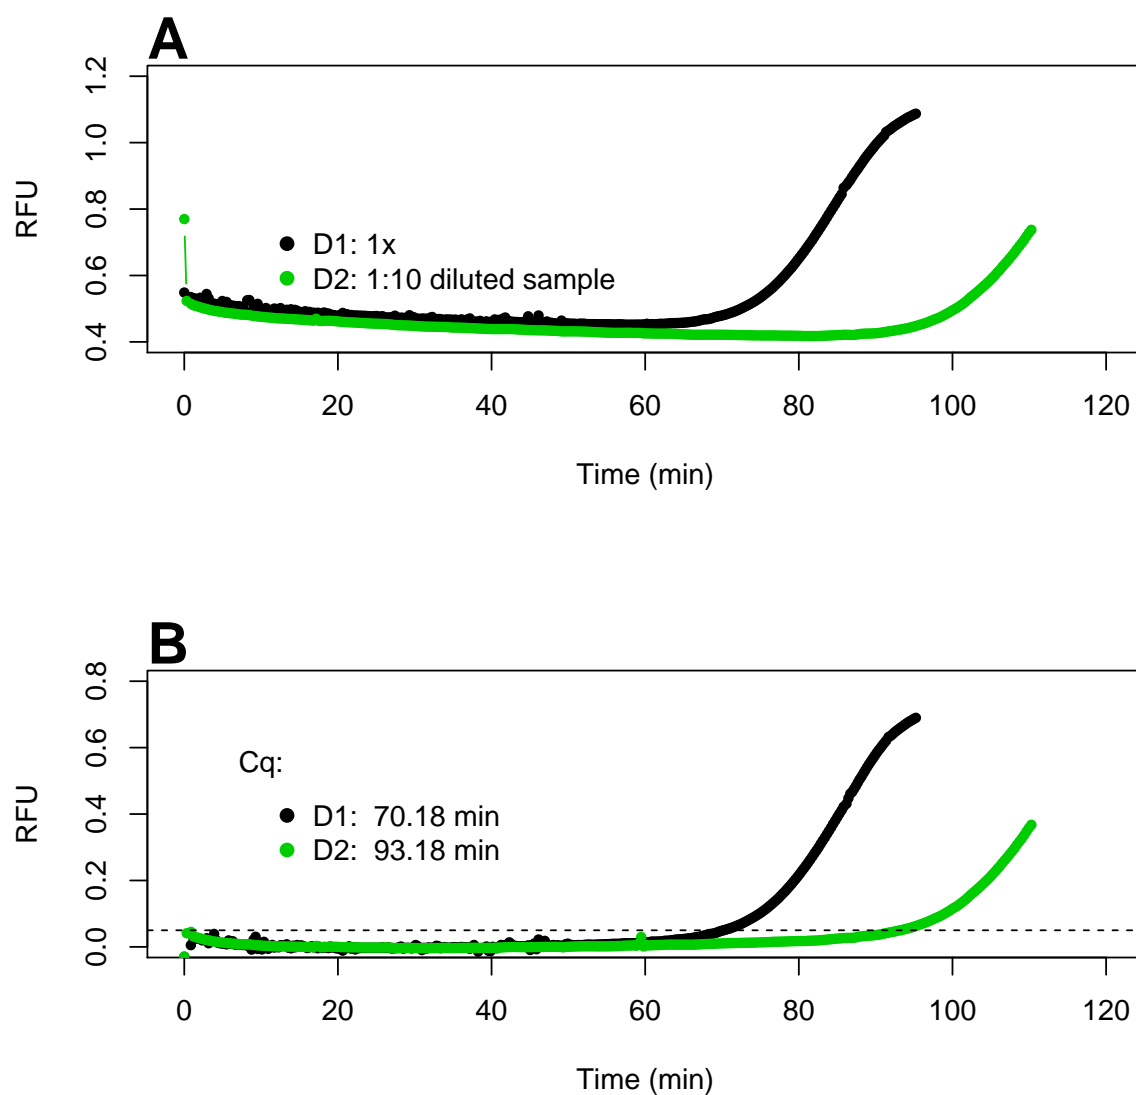 A
1.2
1.0
0.8
0.6
0.4
RFU
D1: 1x
D2: 1:10 diluted sample
0 20 40 60 80 100 120
Time (min)
B
0.8
0.6
0.4
0.2
0.0
RFU
Cq:
D1: 70.18 min
D2: 93.18 min
0 20 40 60 80 100 120
Time (min)